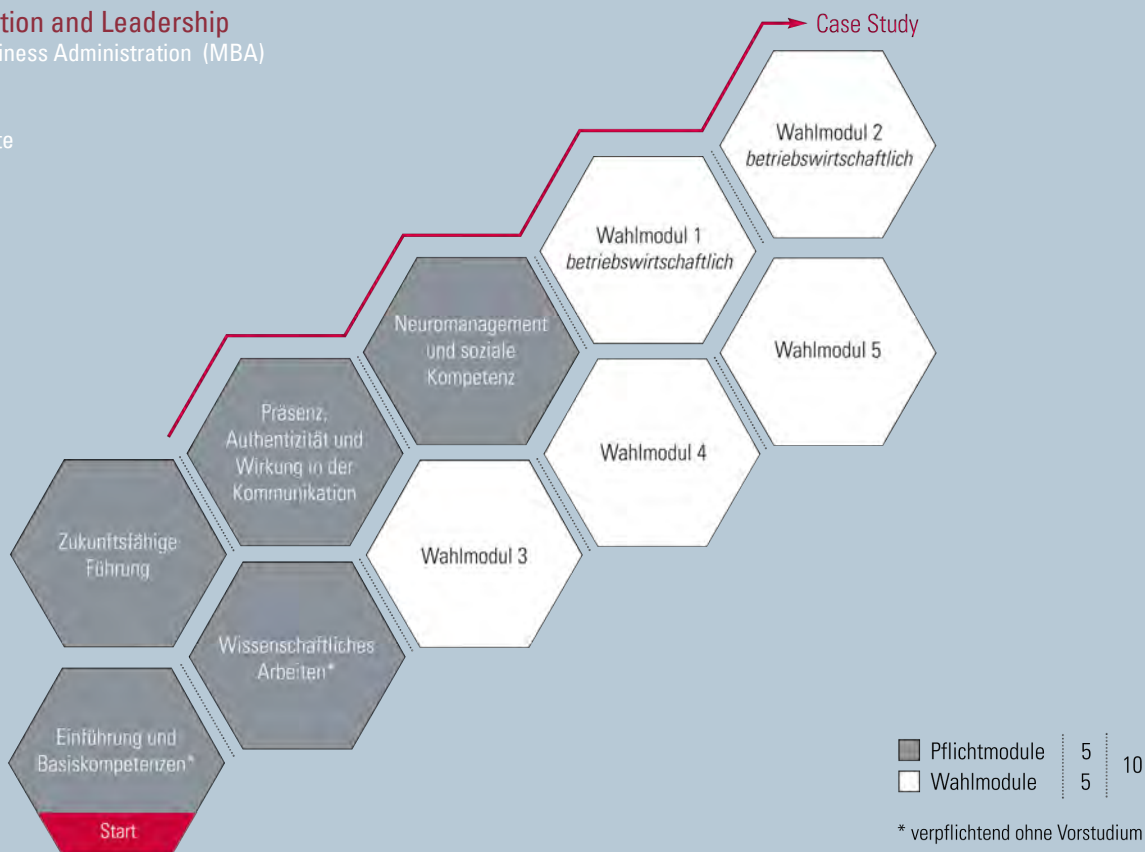 tion and Leadership
iness Administration (MBA)
te
Case Study
Wahlmodul 2
betriebswirtschaftlich
Wahlmodul 1
betriebswirtschaftlich
Neuromanagement
und soziale
Kompetenz
Wahlmodul 5
Präsenz,
Authentizität und
Wirkung in der
Kommunikation
Wahlmodul 4
Zukunftsfähige
Führung
Wahlmodul 3
Wissenschaftliches
Arbeiten*
Einführung und
Basiskompetenzen*
Start
Pflichtmodule 5
10
Wahlmodule 5
* verpflichtend ohne Vorstudium